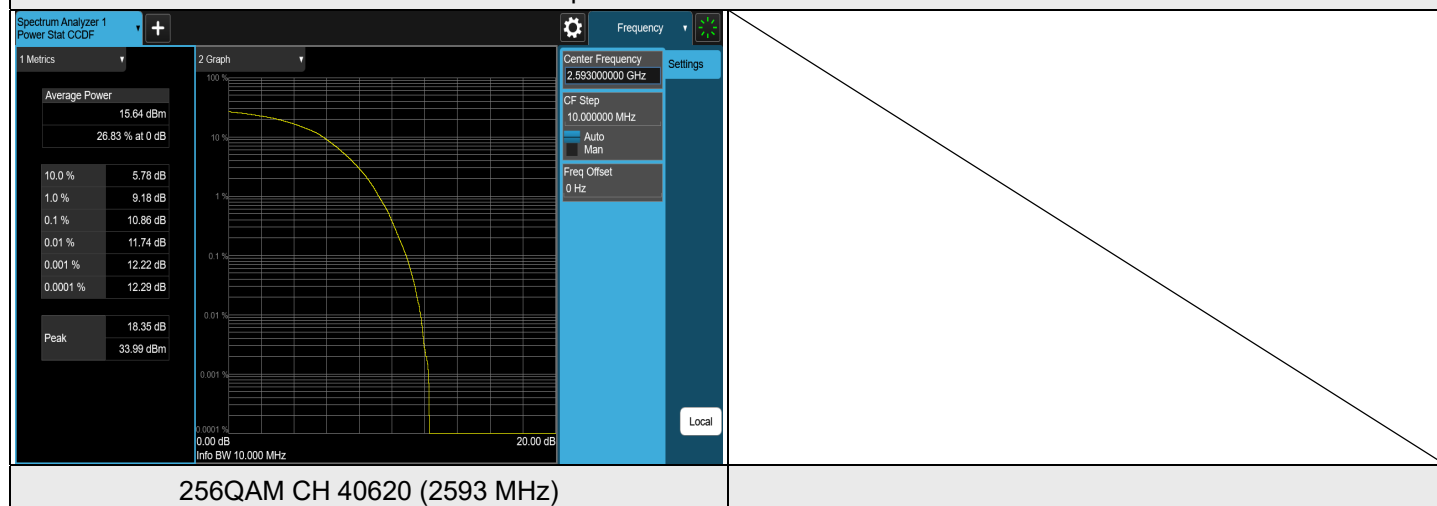 Spectrum Analyzer 1
Power Stat CCDF
+
Frequency
1 Metrics
2 Graph
Average Power
15.64 dBm
26.83 % at 0 dB
10.0 % 5.78 dB
1.0 % 9.18 dB
0.1 % 10.86 dB
0.01 % 11.74 dB
0.001 % 12.22 dB
0.0001 % 12.29 dB
Peak
18.35 dB
33.99 dBm
100 %
10 %
1 %
0.1 %
0.01 %
0.001 %
0.0001 %
0.00 dB 20.00 dB
Info BW 10.000 MHz
Center Frequency
2.593000000 GHz
CF Step
10.000000 MHz
Auto
Man
Freq Offset
0 Hz
Settings
Local
256QAM CH 40620 (2593 MHz)